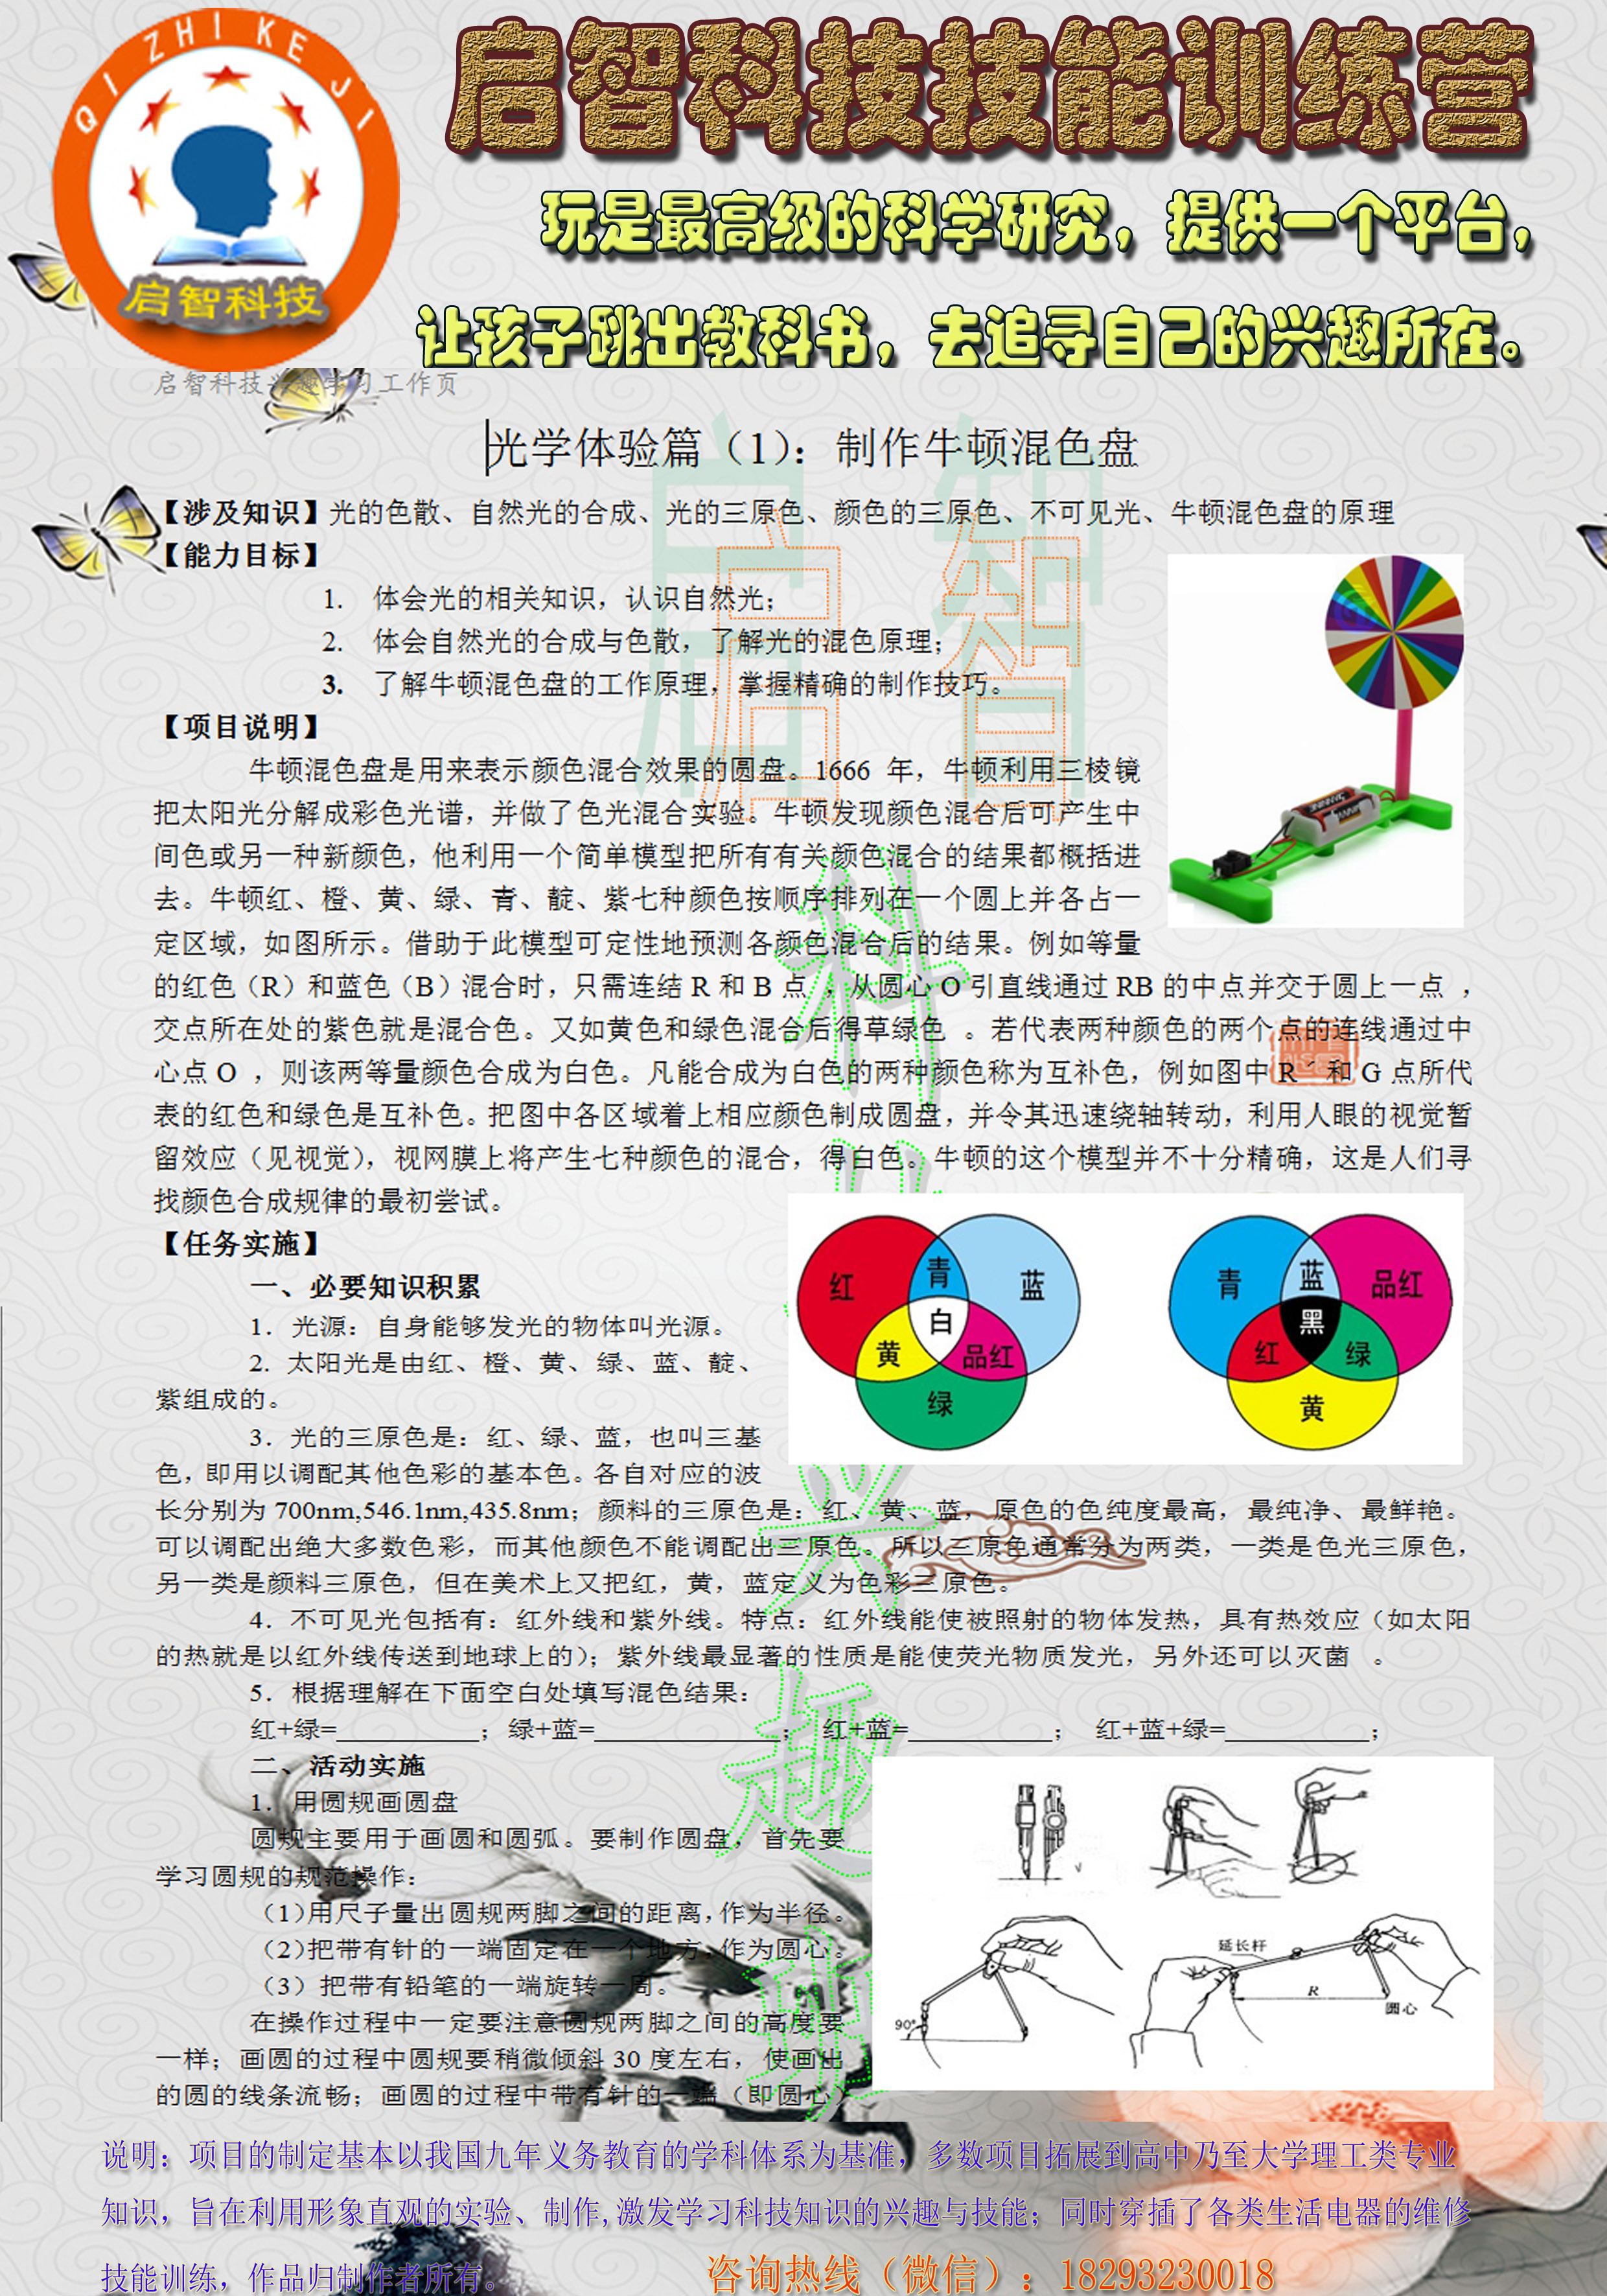 QI ZHI KE JI
启智科技
启智科技技能训练营
玩是最高级的科学研究，提供一个平台，
让孩子跳出教科书，去追寻自己的兴趣所在。
启智科技兴趣学习工作页
光学体验篇（1）：制作牛顿混色盘
【涉及知识】光的色散、自然光的合成、光的三原色、颜色的三原色、不可见光、牛顿混色盘的原理
【能力目标】
1. 体会光的相关知识，认识自然光；
2. 体会自然光的合成与色散，了解光的混色原理；
3. 了解牛顿混色盘的工作原理，掌握精确的制作技巧。
【项目说明】
牛顿混色盘是用来表示颜色混合效果的圆盘。1666 年，牛顿利用三棱镜
把太阳光分解成彩色光谱，并做了色光混合实验。牛顿发现颜色混合后可产生中
间色或另一种新颜色，他利用一个简单模型把所有有关颜色混合的结果都概括进
去。牛顿红、橙、黄、绿、青、靛、紫七种颜色按顺序排列在一个圆上并各占一
定区域，如图所示。借助于此模型可定性地预测各颜色混合后的结果。例如等量
的红色（R）和蓝色（B）混合时，只需连结 R 和 B 点 ，从圆心 O 引直线通过 RB 的中点并交于圆上一点 ，
交点所在处的紫色就是混合色。又如黄色和绿色混合后得草绿色 。若代表两种颜色的两个点的连线通过中
心点 O ，则该两等量颜色合成为白色。凡能合成为白色的两种颜色称为互补色，例如图中 R´ 和 G 点所代
表的红色和绿色是互补色。把图中各区域着上相应颜色制成圆盘，并令其迅速绕轴转动，利用人眼的视觉暂
留效应（见视觉），视网膜上将产生七种颜色的混合，得白色。牛顿的这个模型并不十分精确，这是人们寻
找颜色合成规律的最初尝试。
【任务实施】
一、必要知识积累
1．光源：自身能够发光的物体叫光源。
2．太阳光是由红、橙、黄、绿、蓝、靛、
紫组成的。
3．光的三原色是：红、绿、蓝，也叫三基
色，即用以调配其他色彩的基本色。各自对应的波
长分别为 700nm,546.1nm,435.8nm；颜料的三原色是：红、黄、蓝，原色的色纯度最高，最纯净、最鲜艳。
可以调配出绝大多数色彩，而其他颜色不能调配出三原色。所以三原色通常分为两类，一类是色光三原色，
另一类是颜料三原色，但在美术上又把红，黄，蓝定义为色彩三原色。
4．不可见光包括有：红外线和紫外线。特点：红外线能使被照射的物体发热，具有热效应（如太阳
的热就是以红外线传送到地球上的）；紫外线最显著的性质是能使荧光物质发光，另外还可以灭菌 。
5．根据理解在下面空白处填写混色结果：
红+绿=__________；绿+蓝=_____________； 红+蓝=__________； 红+蓝+绿=__________；
红
青
蓝
白
黄
品红
绿
青
蓝
品红
黑
红
绿
黄
二、活动实施
1．用圆规画圆盘
圆规主要用于画圆和圆弧。要制作圆盘，首先要
学习圆规的规范操作：
（1）用尺子量出圆规两脚之间的距离，作为半径。
（2）把带有针的一端固定在一个地方，作为圆心。
（3）把带有铅笔的一端旋转一周。
在操作过程中一定要注意圆规两脚之间的高度要
一样；画圆的过程中圆规要稍微倾斜 30 度左右，使画出
的圆的线条流畅；画圆的过程中带有针的一端（即圆心）
延长杆
R
圆心
90°
启智科技兴趣
说明：项目的制定基本以我国九年义务教育的学科体系为基准，多数项目拓展到高中乃至大学理工类专业
知识，旨在利用形象直观的实验、制作,激发学习科技知识的兴趣与技能；同时穿插了各类生活电器的维修
技能训练，作品归制作者所有。
咨询热线（微信）：18293230018